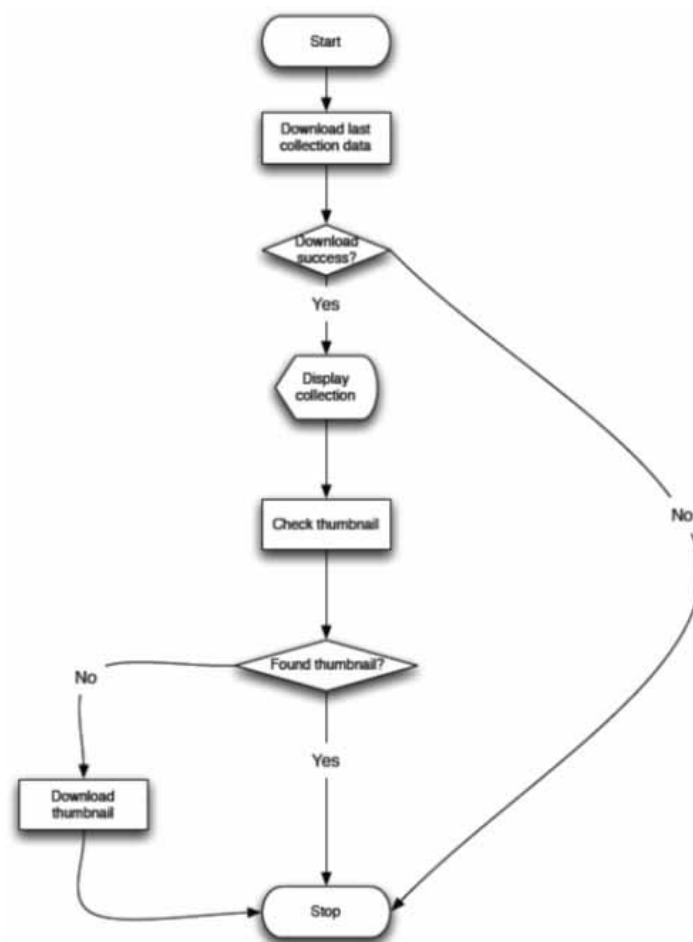 Start
Download last
collection data
Download
success?
Yes
Display
collection
Check thumbnail
No
Found thumbnail?
No
Yes
Download
thumbnail
Stop